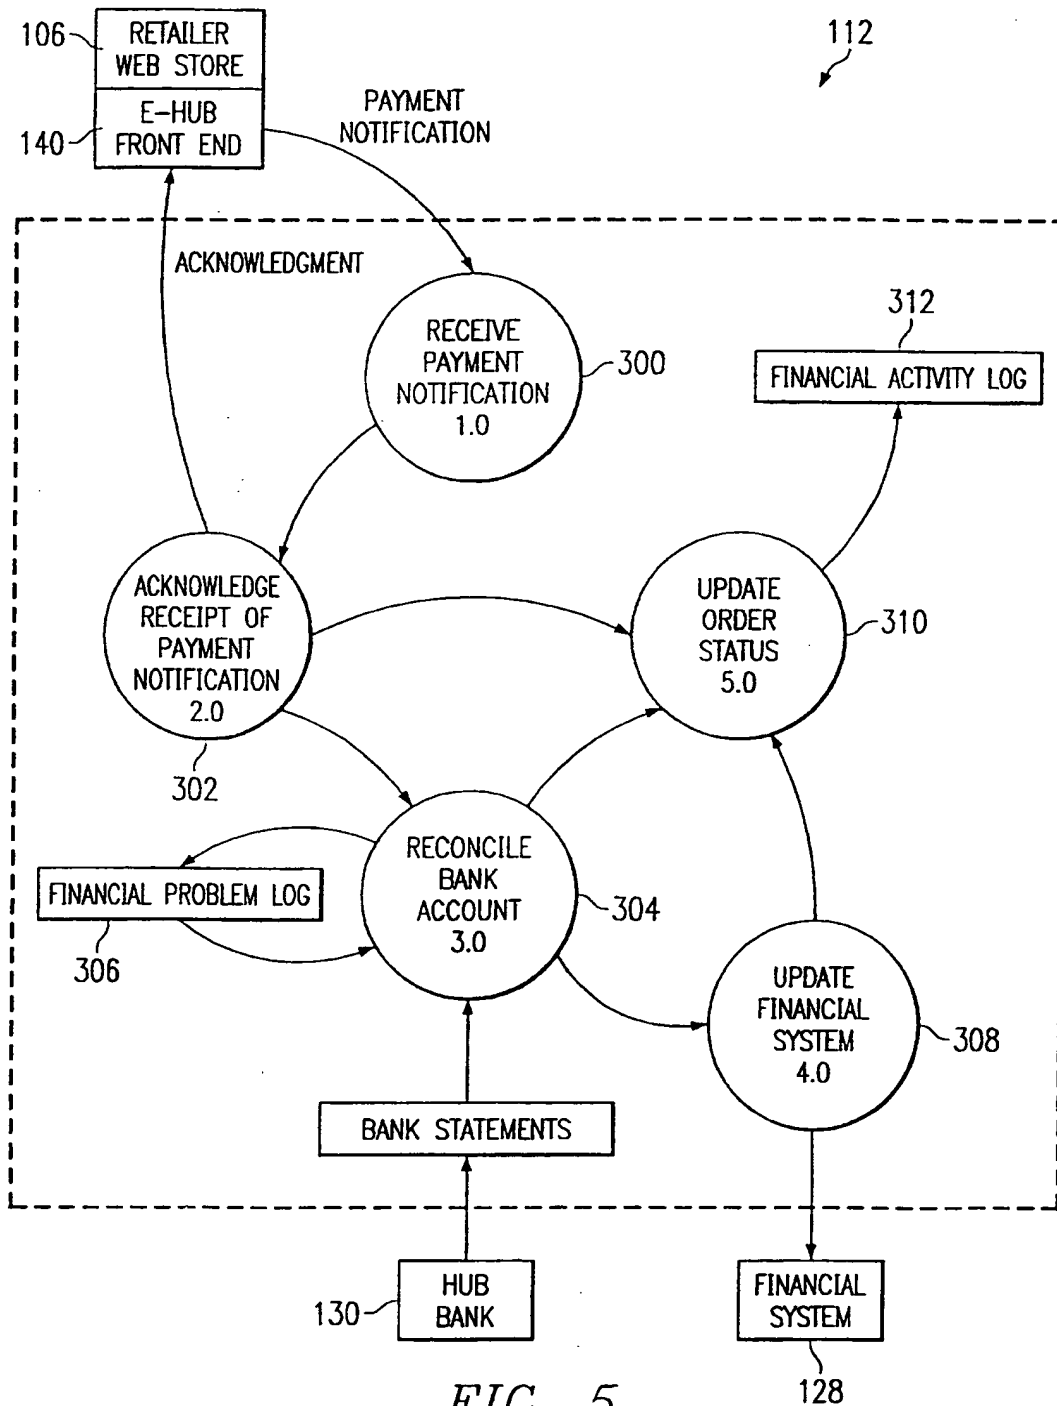 106
RETAILER
WEB STORE
112
140
E-HUB
FRONT END
PAYMENT
NOTIFICATION
ACKNOWLEDGMENT
RECEIVE
PAYMENT
NOTIFICATION
1.0
300
312
FINANCIAL ACTIVITY LOG
ACKNOWLEDGE
RECEIPT OF
PAYMENT
NOTIFICATION
2.0
302
UPDATE
ORDER
STATUS
5.0
310
RECONCILE
BANK
ACCOUNT
3.0
304
FINANCIAL PROBLEM LOG
306
UPDATE
FINANCIAL
SYSTEM
4.0
308
BANK STATEMENTS
130
HUB
BANK
FINANCIAL
SYSTEM
128
FIG. 5